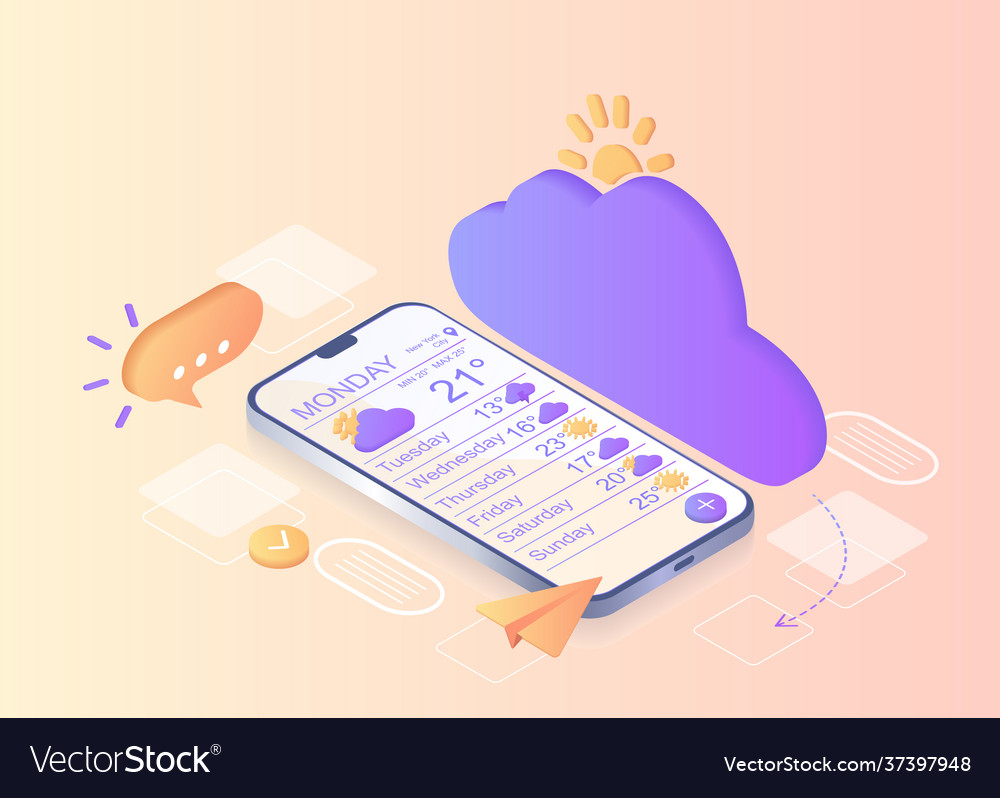 MONDAY
New York
City
MIN 20° MAX 25°
21°
Tuesday 13°
Wednesday 16°
Thursday 23°
Friday 17°
Saturday 20°
Sunday 25°
VectorStock®
VectorStock.com/37397948